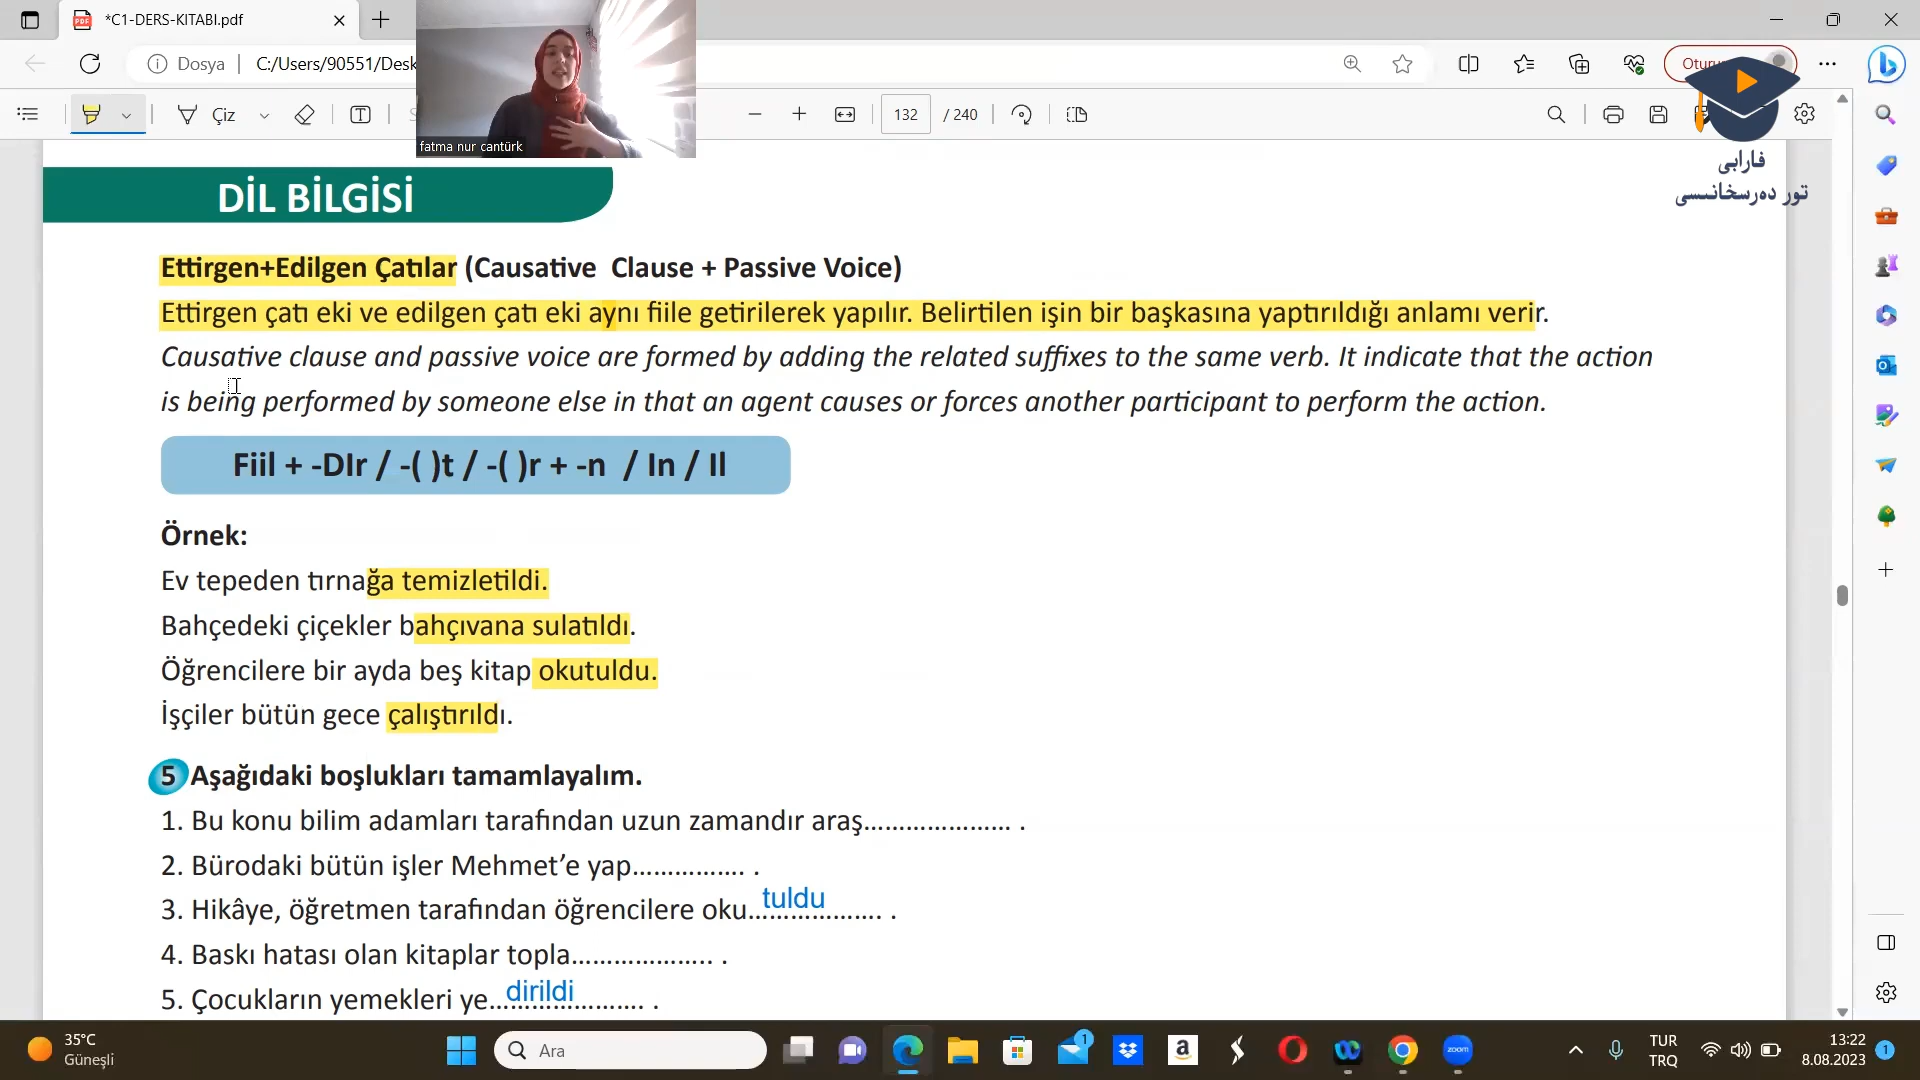 *C1-DERS-KITABI.pdf
Dosya
C:/Users/90551/Desk
Çiz
132
/ 240
fatma nur cantürk
فارابی
تور دەرسخانىسى
DİL BİLGİSİ
Ettirgen+Edilgen Çatılar (Causative Clause + Passive Voice)
Ettirgen çatı eki ve edilgen çatı eki aynı fiile getirilerek yapılır. Belirtilen işin bir başkasına yaptırıldığı anlamı verir.
Causative clause and passive voice are formed by adding the related suffixes to the same verb. It indicate that the action
is being performed by someone else in that an agent causes or forces another participant to perform the action.
Fiil + -DIr / -( )t / -( )r + -n / In / Il
Örnek:
Ev tepeden tırnağa temizletildi.
Bahçedeki çiçekler bahçıvana sulatıldı.
Öğrencilere bir ayda beş kitap okutuldu.
İşçiler bütün gece çalıştırıldı.
5 Aşağıdaki boşlukları tamamlayalım.
1. Bu konu bilim adamları tarafından uzun zamandır araş.................... .
2. Bürodaki bütün işler Mehmet'e yap................ .
3. Hikâye, öğretmen tarafından öğrencilere oku...tuldu................ .
4. Baskı hatası olan kitaplar topla................... .
5. Çocukların yemekleri ye...dirildi................... .
35°C
Güneşli
Ara
zoom
TUR
TRQ
13:22
8.08.2023
1